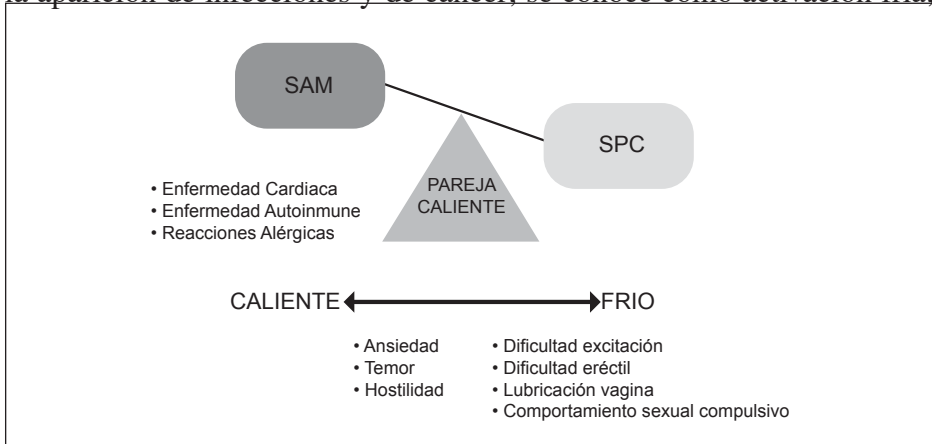 la aparición de infecciones y de cáncer, se conoce como activación fría,
SAM
SPC
PAREJA
CALIENTE
• Enfermedad Cardiaca
• Enfermedad Autoinmune
• Reacciones Alérgicas
CALIENTE
FRIO
• Ansiedad
• Temor
• Hostilidad
• Dificultad excitación
• Dificultad eréctil
• Lubricación vagina
• Comportamiento sexual compulsivo